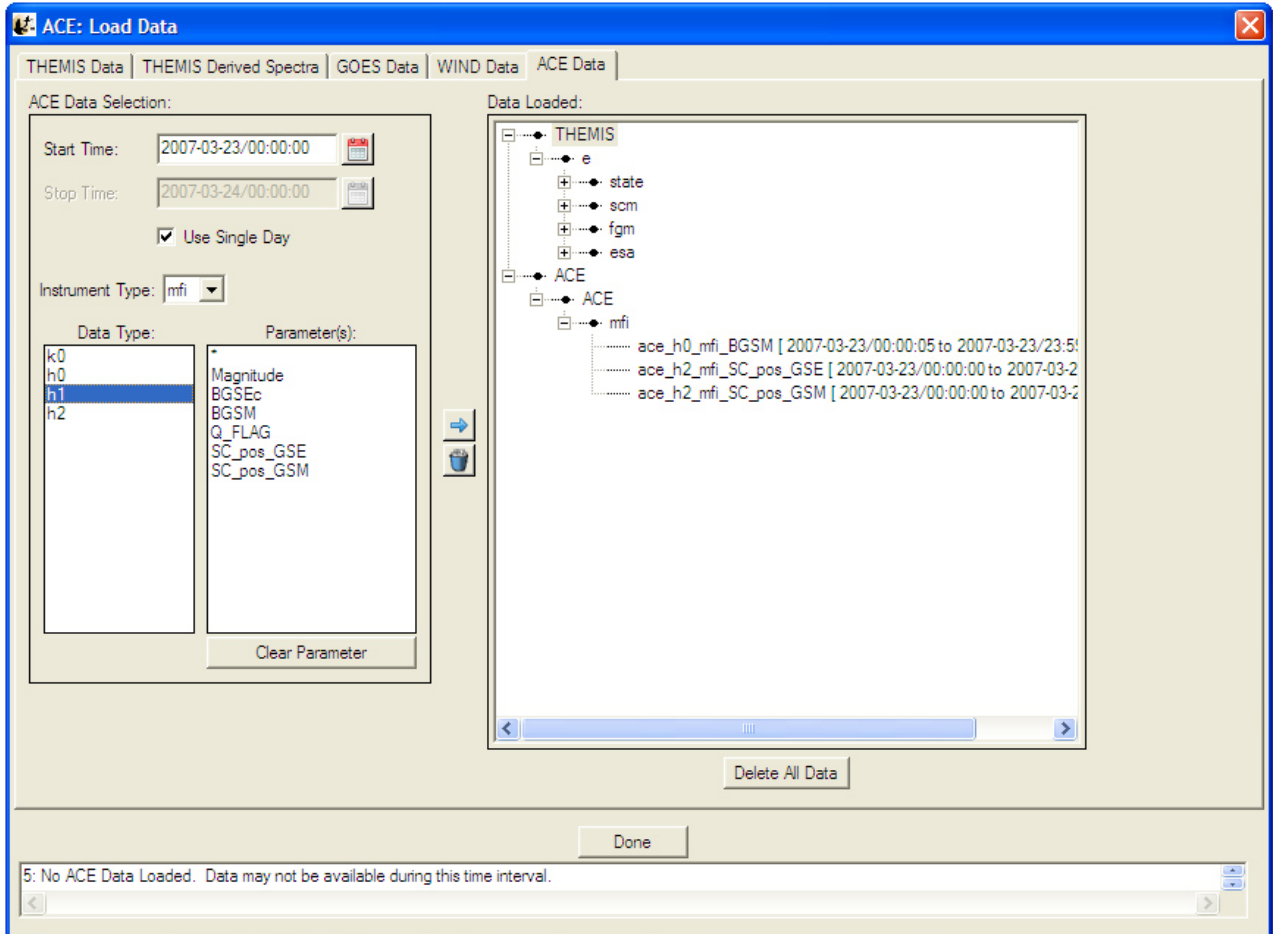 ACE: Load Data
THEMIS Data THEMIS Derived Spectra GOES Data WIND Data ACE Data
ACE Data Selection:
Start Time: 2007-03-23/00:00:00
Stop Time: 2007-03-24/00:00:00
Use Single Day
Instrument Type: mfi
Data Type:
k0
h0
h1
h2
Parameter(s):
*
Magnitude
BGSEc
BGSM
Q_FLAG
SC_pos_GSE
SC_pos_GSM
Clear Parameter
Data Loaded:
THEMIS
e
state
scm
fgm
esa
ACE
ACE
mfi
ace_h0_mfi_BGSM [ 2007-03-23/00:00:05 to 2007-03-23/23:5
ace_h2_mfi_SC_pos_GSE [ 2007-03-23/00:00:00 to 2007-03-2
ace_h2_mfi_SC_pos_GSM [ 2007-03-23/00:00:00 to 2007-03-2
Delete All Data
Done
5: No ACE Data Loaded. Data may not be available during this time interval.